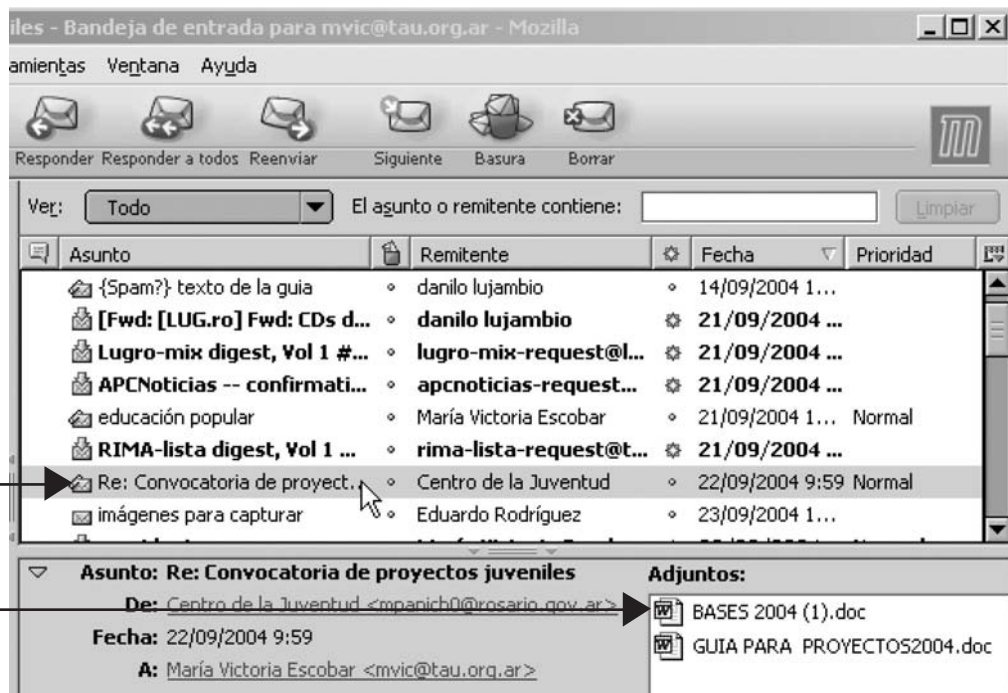 iles - Bandeja de entrada para mvic@tau.org.ar - Mozilla
amientas Ventana Ayuda
Responder Responder a todos Reenviar Siguiente Basura Borrar
Ver: Todo El asunto o remitente contiene: Limpiar
Asunto Remitente Fecha Prioridad
{Spam?} texto de la guia danilo lujambio 14/09/2004 1...
[Fwd: [LUG.ro] Fwd: CDs d... danilo lujambio 21/09/2004 ...
Lugro-mix digest, Vol 1 #... lugro-mix-request@l... 21/09/2004 ...
APCNoticias -- confirmati... apcnoticias-request... 21/09/2004 ...
educación popular María Victoria Escobar 21/09/2004 1... Normal
RIMA-lista digest, Vol 1 ... rima-lista-request@t... 21/09/2004 ...
Re: Convocatoria de proyect... Centro de la Juventud 22/09/2004 9:59 Normal
imágenes para capturar Eduardo Rodríguez 23/09/2004 1...
Asunto: Re: Convocatoria de proyectos juveniles Adjuntos:
De: Centro de la Juventud <mpanich0@rosario.gov.ar> BASES 2004 (1).doc
Fecha: 22/09/2004 9:59 GUIA PARA PROYECTOS2004.doc
A: María Victoria Escobar <mvic@tau.org.ar>